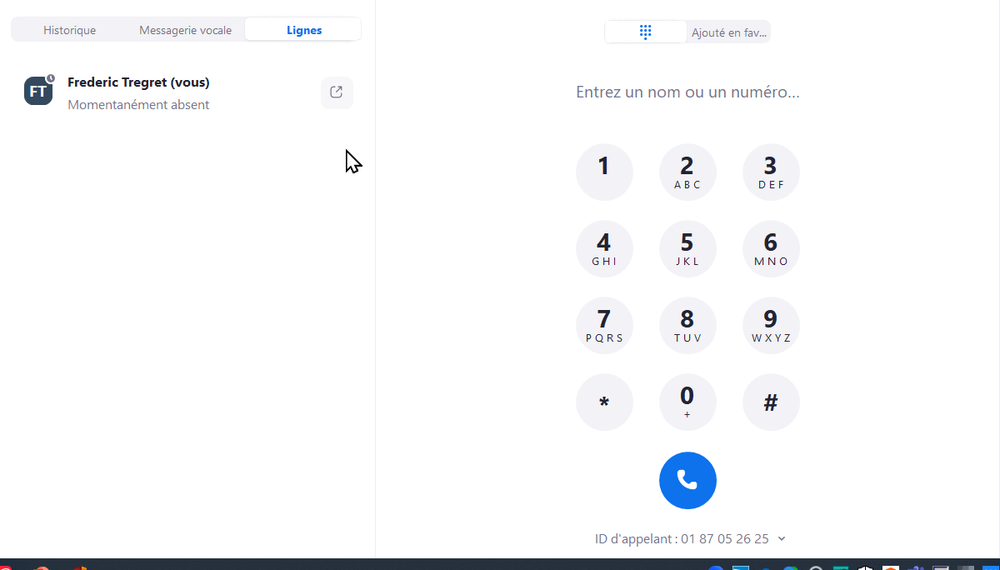 Historique
Messagerie vocale
Lignes
FT
Frederic Tregret (vous)
Momentanément absent
Ajouté en fav...
Entrez un nom ou un numéro...
1
2
ABC
3
DEF
4
GHI
5
JKL
6
MNO
7
PQRS
8
TUV
9
WXYZ
*
0
+
#
ID d'appelant : 01 87 05 26 25